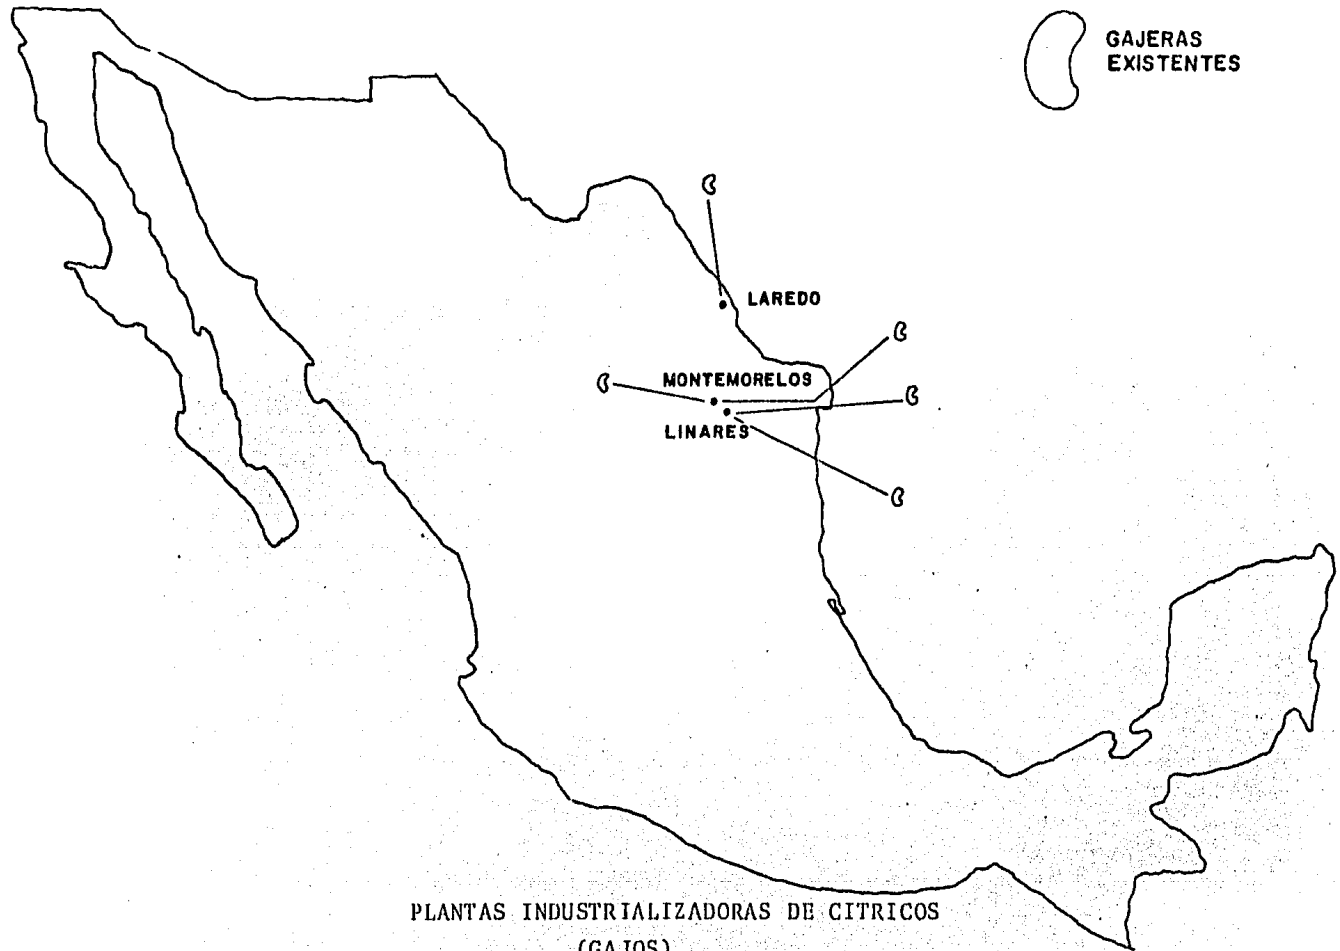 GAJERAS
EXISTENTES
LAREDO
MONTEMORELOS
LINARES
PLANTAS INDUSTRIALIZADORAS DE CITRICOS
(GAJOS)